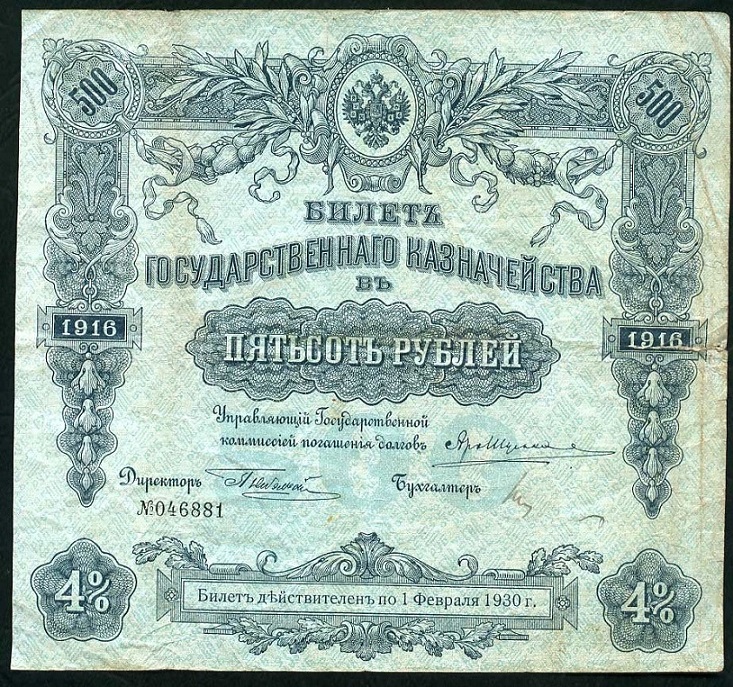 500 500
БИЛЕТЪ
ГОСУДАРСТВЕННАГО КАЗНАЧЕЙСТВА
ВЪ
1916 1916
ПЯТЬСОТЪ РУБЛЕЙ
Управляющій Государственной
коммиссіей погашенія долговъ
Директоръ Бухгалтеръ
№046881
4% 4%
Билетъ дѣйствителенъ по 1 Февраля 1930 г.